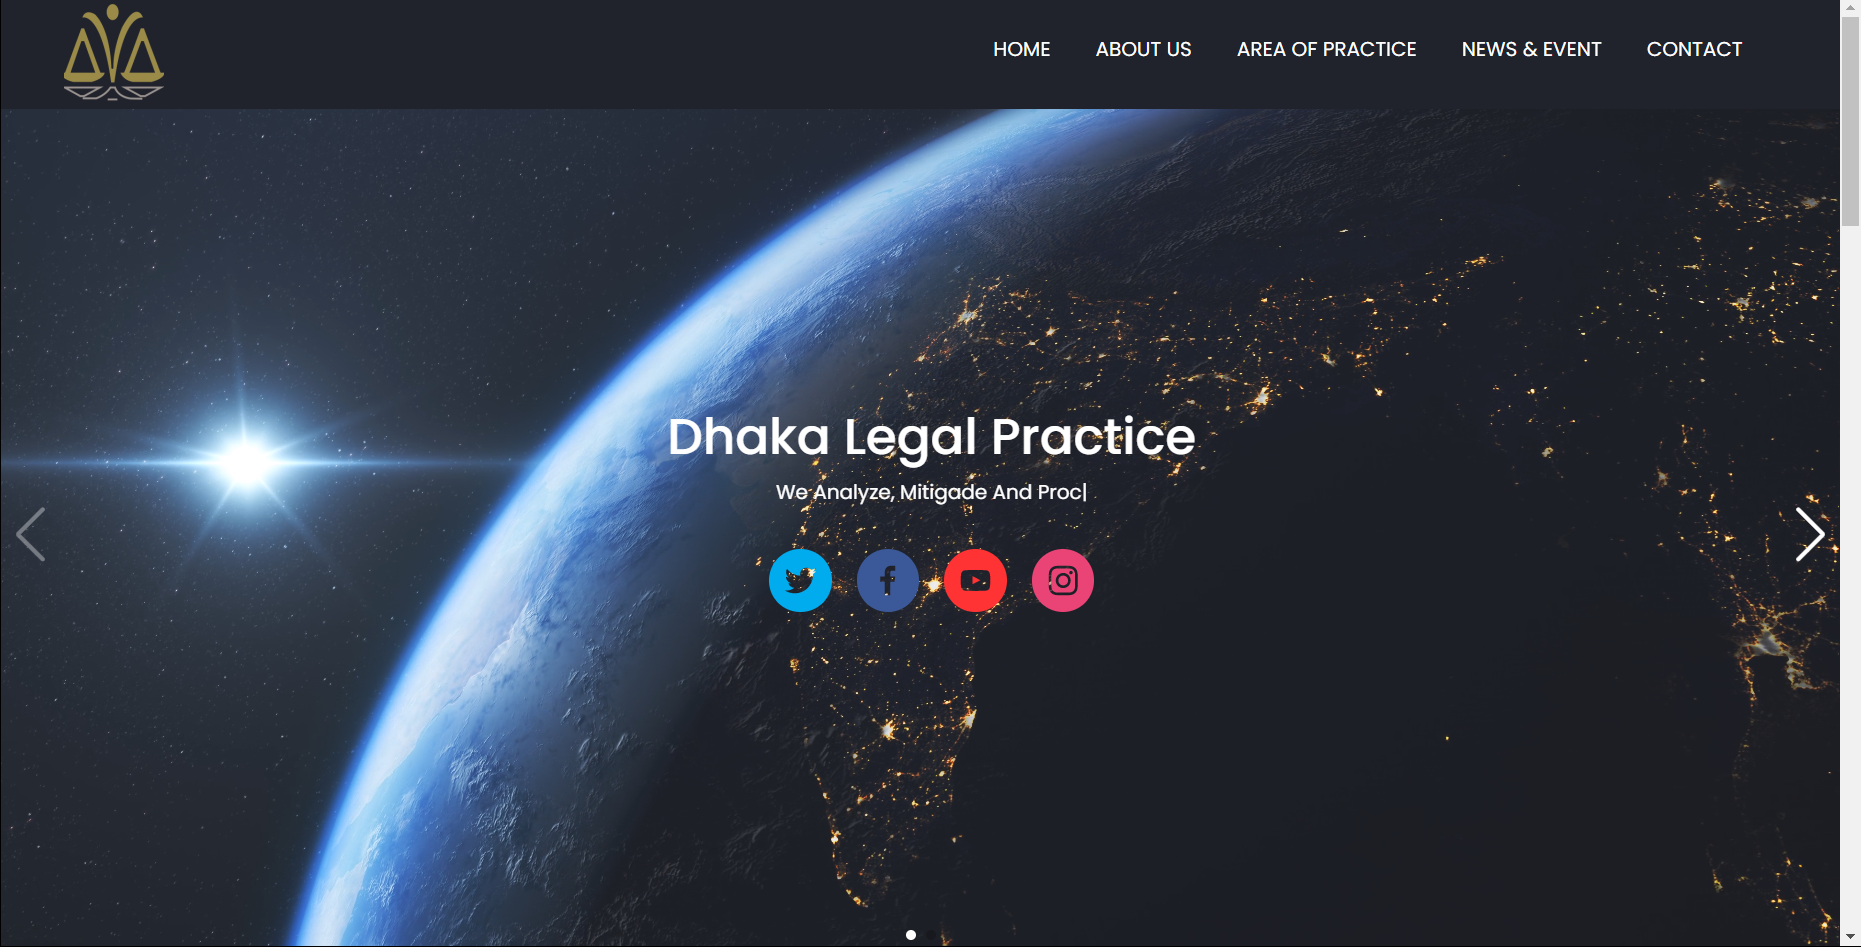 HOME ABOUT US AREA OF PRACTICE NEWS & EVENT CONTACT
Dhaka Legal Practice
We Analyze, Mitigade And Proc|